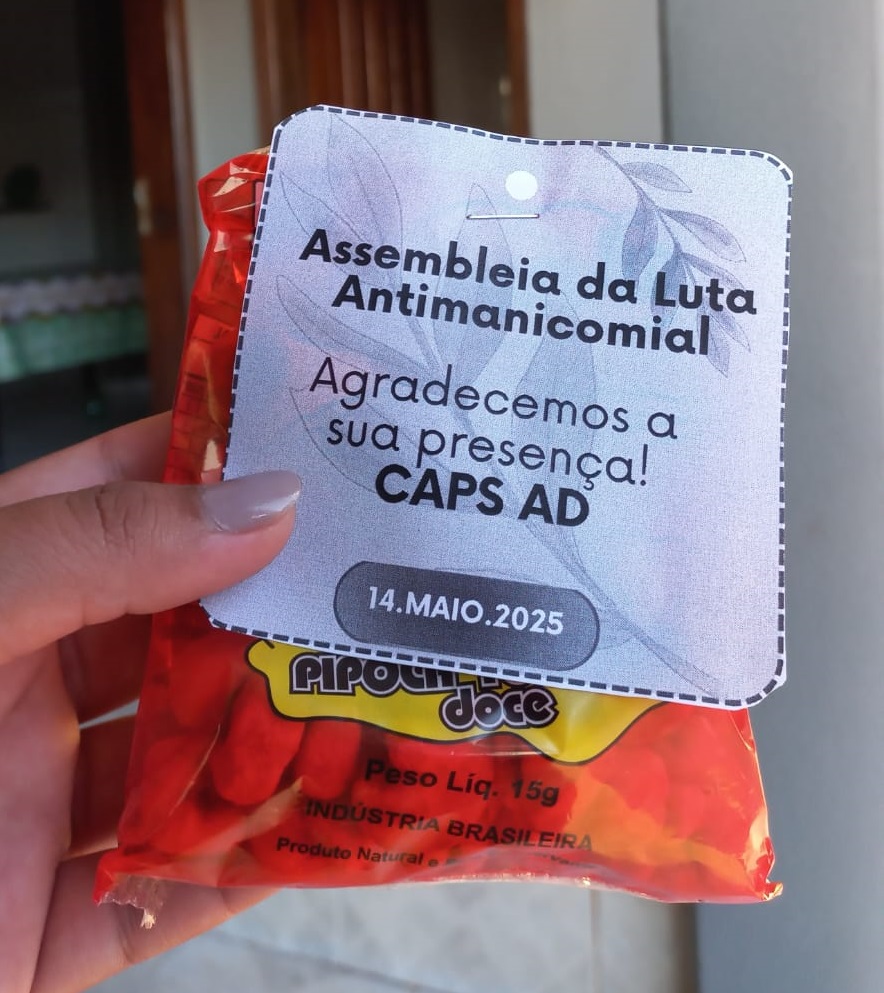 Assembleia da Luta
Antimanicomial
Agradecemos a
sua presença!
CAPS AD
14.MAIO.2025
PIPOCA
doce
Peso Líq. 15g
INDÚSTRIA BRASILEIRA
Produto Natural e